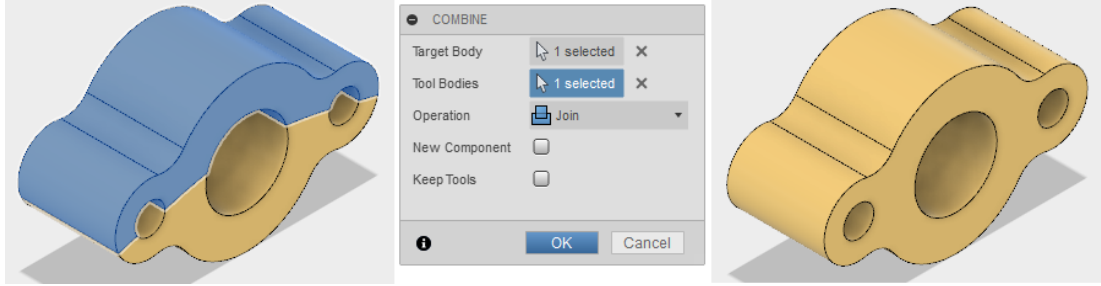 COMBINE
Target Body 1 selected
Tool Bodies 1 selected
Operation Join
New Component
Keep Tools
OK Cancel